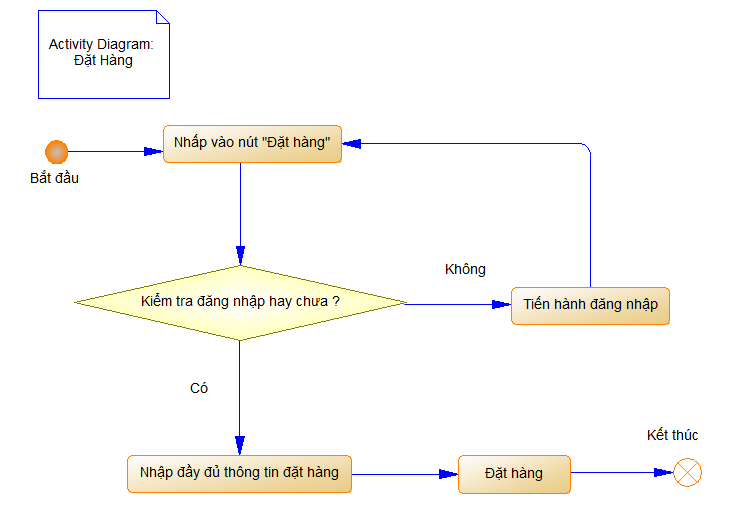 Activity Diagram:
Đặt Hàng
Nhấp vào nút "Đặt hàng"
Bắt đầu
Không
Kiểm tra đăng nhập hay chưa ?
Tiến hành đăng nhập
Có
Kết thúc
Nhập đầy đủ thông tin đặt hàng
Đặt hàng